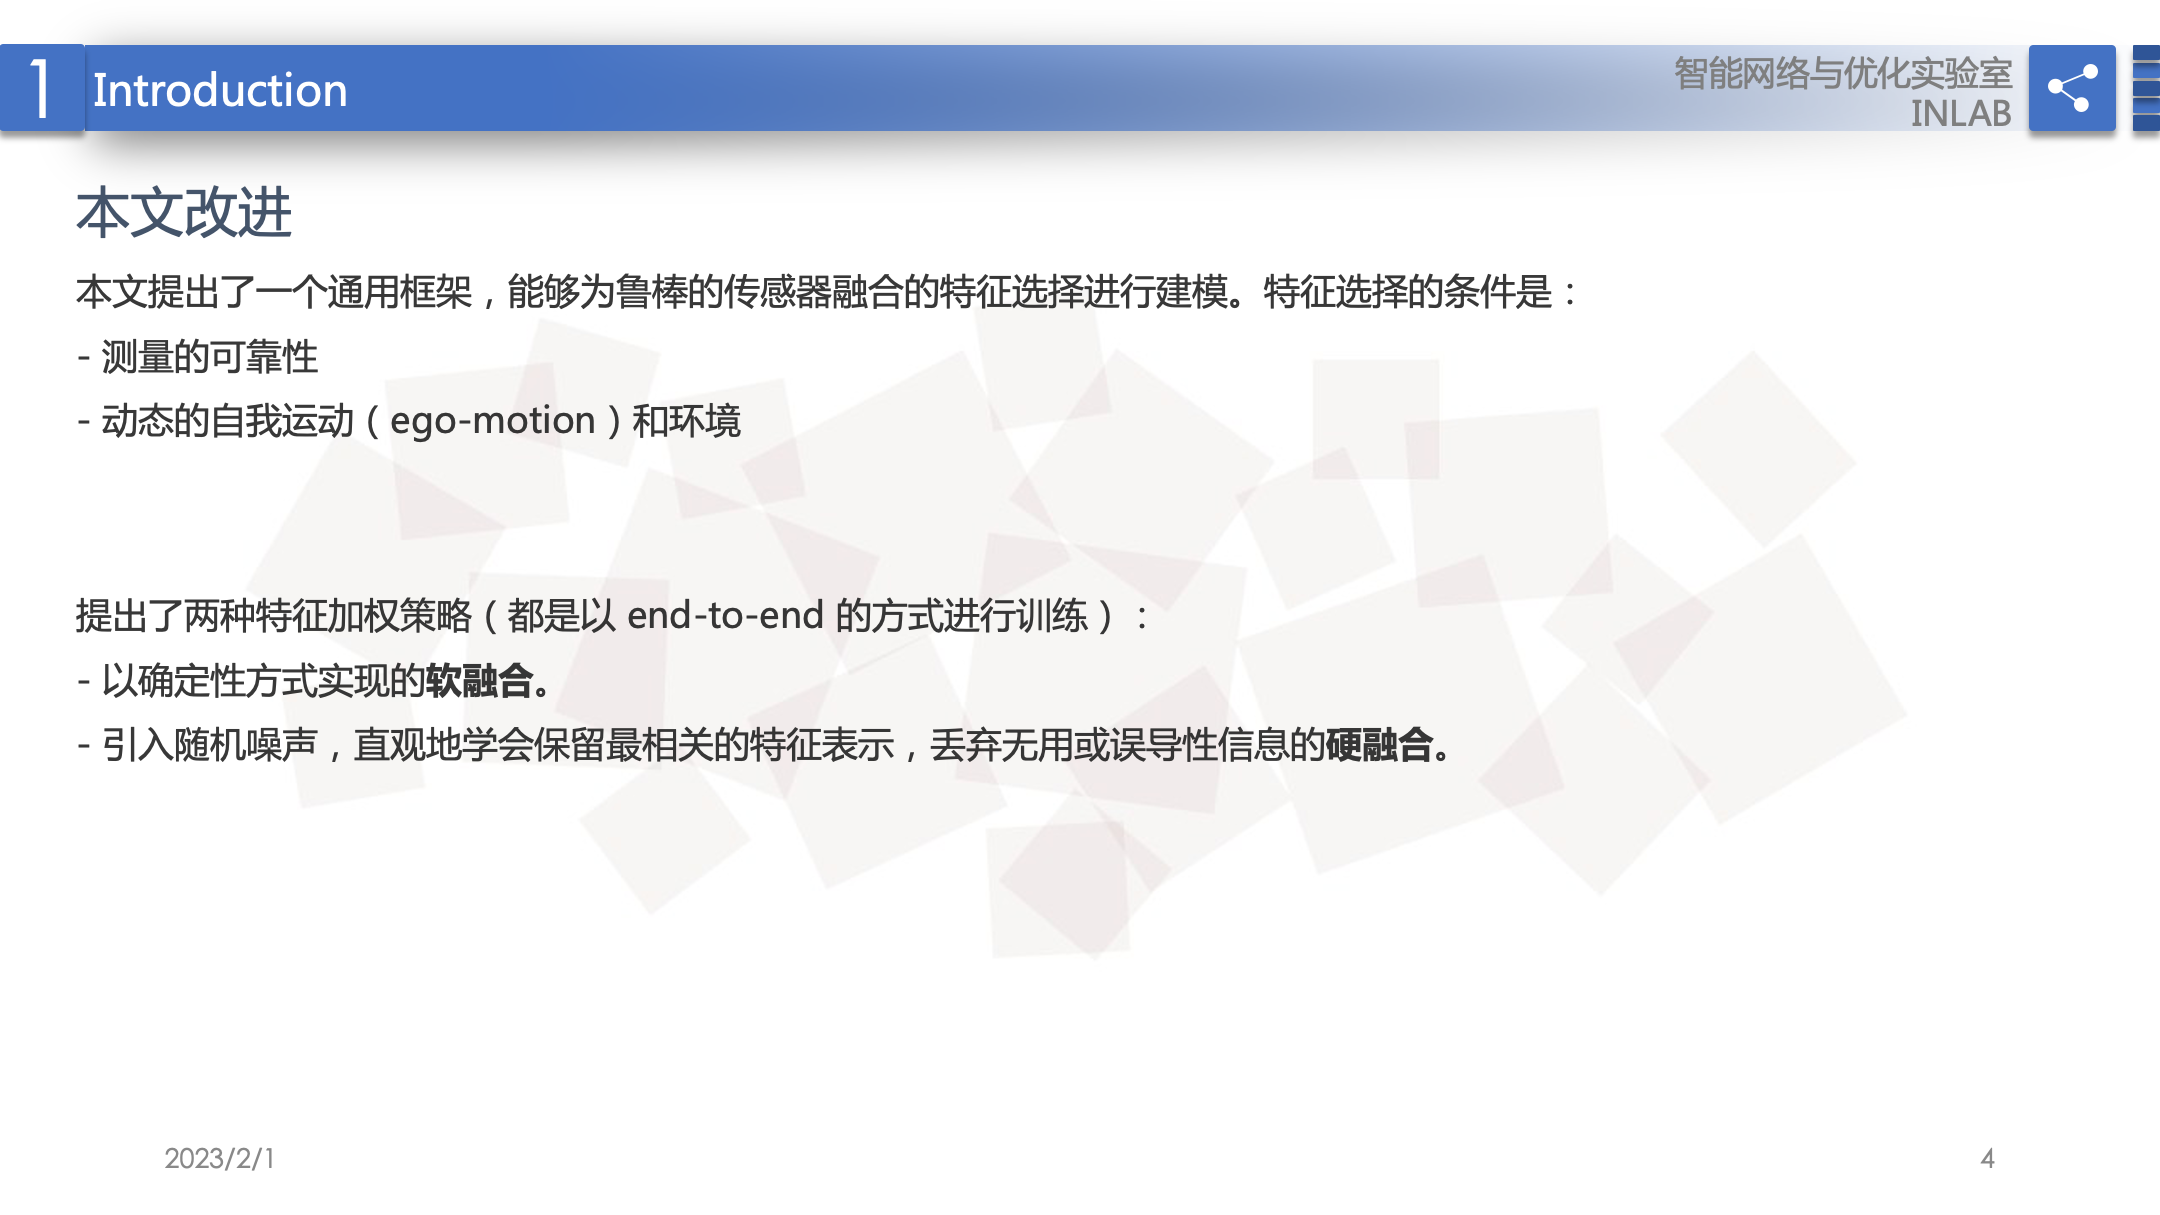 1
Introduction
智能网络与优化实验室
INLAB
本文改进
本文提出了一个通用框架，能够为鲁棒的传感器融合的特征选择进行建模。特征选择的条件是：
- 测量的可靠性
- 动态的自我运动（ego-motion）和环境
提出了两种特征加权策略（都是以 end-to-end 的方式进行训练）：
- 以确定性方式实现的软融合。
- 引入随机噪声，直观地学会保留最相关的特征表示，丢弃无用或误导性信息的硬融合。
2023/2/1
4